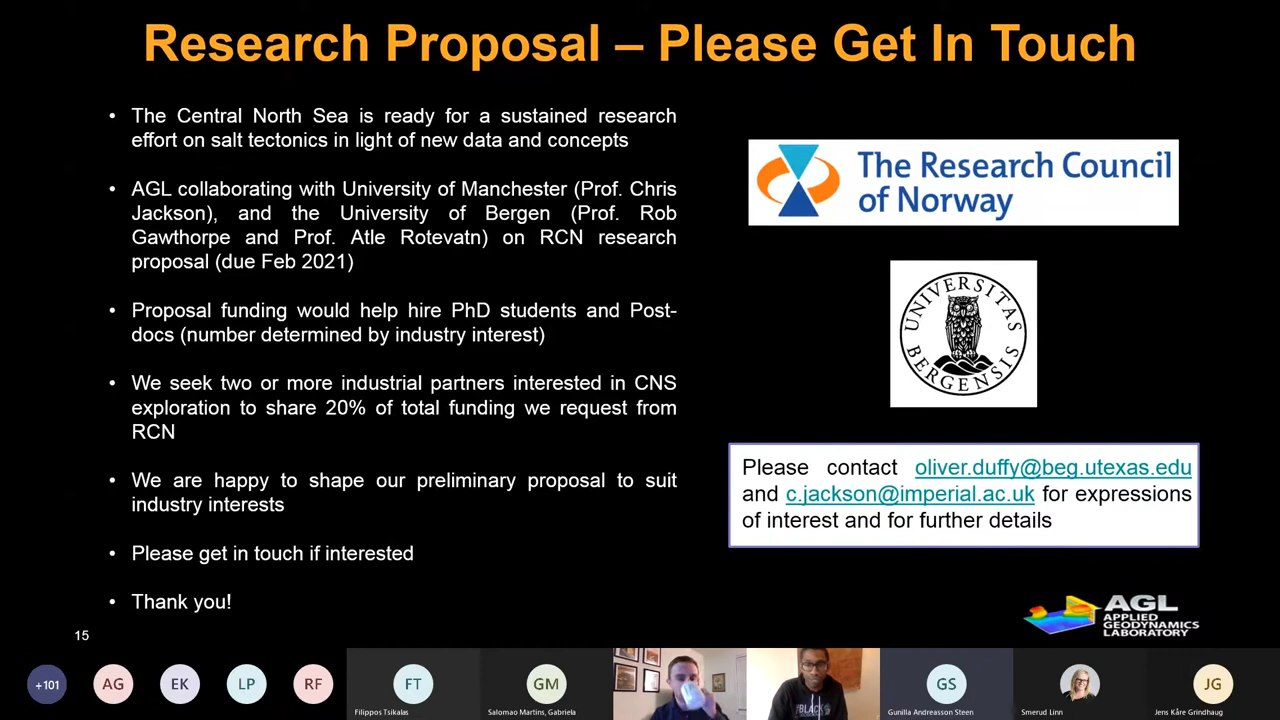 Research Proposal – Please Get In Touch
• The Central North Sea is ready for a sustained research
effort on salt tectonics in light of new data and concepts
• AGL collaborating with University of Manchester (Prof. Chris
Jackson), and the University of Bergen (Prof. Rob
Gawthorpe and Prof. Atle Rotevatn) on RCN research
proposal (due Feb 2021)
• Proposal funding would help hire PhD students and Post-
docs (number determined by industry interest)
• We seek two or more industrial partners interested in CNS
exploration to share 20% of total funding we request from
RCN
• We are happy to shape our preliminary proposal to suit
industry interests
• Please get in touch if interested
• Thank you!
15
The Research Council
of Norway
UNIVERSITAS
BERGENSIS
Please contact oliver.duffy@beg.utexas.edu
and c.jackson@imperial.ac.uk for expressions
of interest and for further details
AGL
APPLIED
GEODYNAMICS
LABORATORY
+101
AG
EK
LP
RF
FT
Filippos Tsikalas
GM
Salomao Martins, Gabriela
BLACK
GS
Gunilla Andreasson Steen
Smerud Linn
JG
Jens Kåre Grindhaug